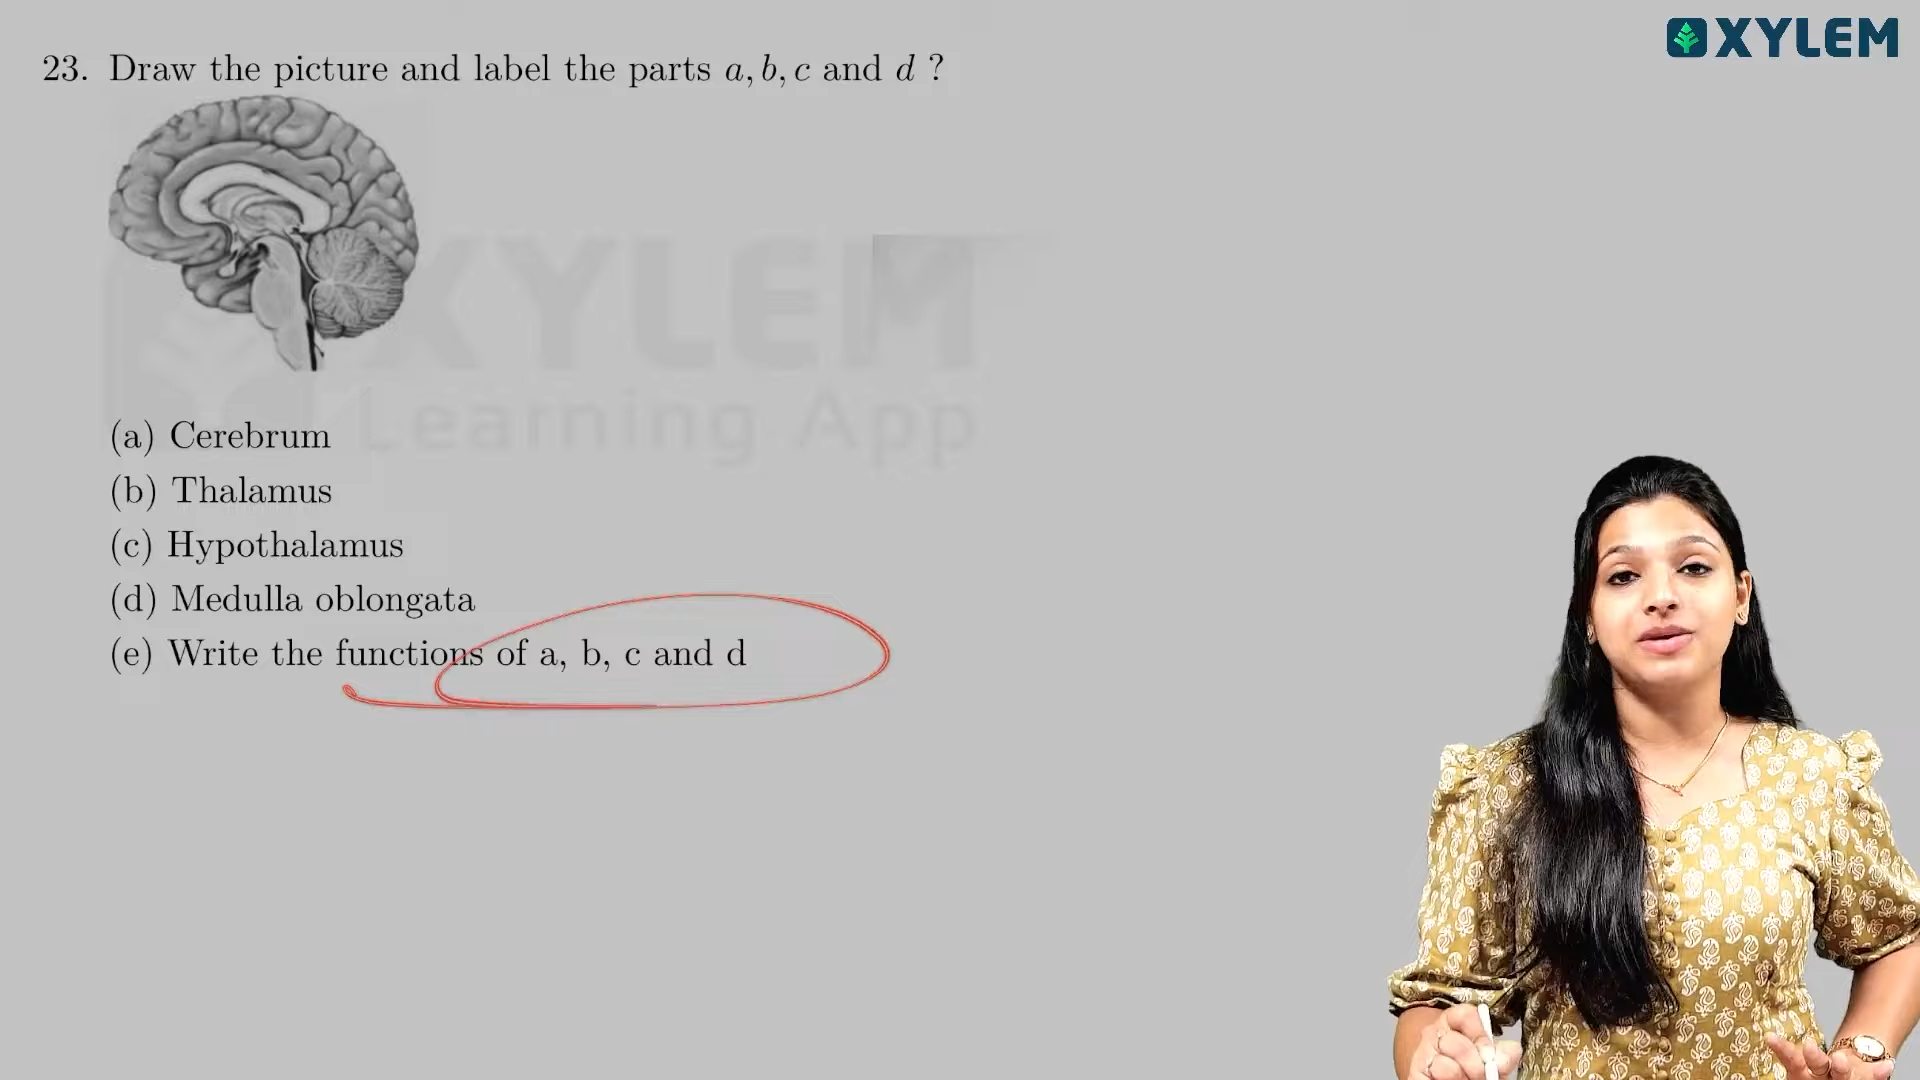 XYLEM
23. Draw the picture and label the parts a, b, c and d ?
XYLEM
Learning App
(a) Cerebrum
(b) Thalamus
(c) Hypothalamus
(d) Medulla oblongata
(e) Write the functions of a, b, c and d